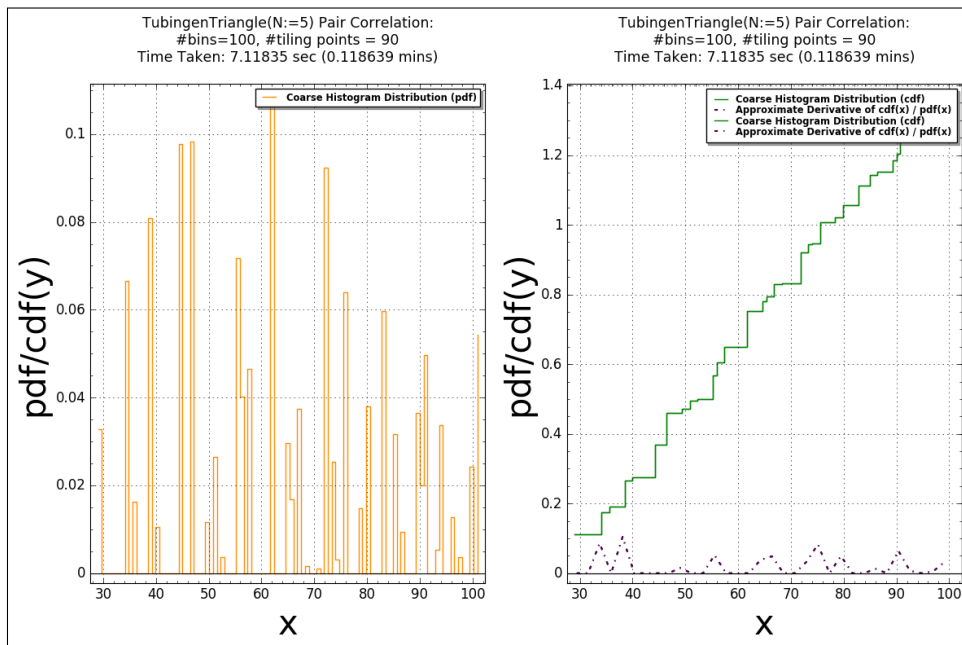 TubingenTriangle(N:=5) Pair Correlation:
#bins=100, #tiling points = 90
Time Taken: 7.11835 sec (0.118639 mins)
Coarse Histogram Distribution (pdf)
pdf/cdf(y)
0.1
0.08
0.06
0.04
0.02
0
30 40 50 60 70 80 90 100
x
TubingenTriangle(N:=5) Pair Correlation:
#bins=100, #tiling points = 90
Time Taken: 7.11835 sec (0.118639 mins)
Coarse Histogram Distribution (cdf)
Approximate Derivative of cdf(x) / pdf(x)
Coarse Histogram Distribution (cdf)
Approximate Derivative of cdf(x) / pdf(x)
pdf/cdf(y)
1.4
1.2
1
0.8
0.6
0.4
0.2
0
30 40 50 60 70 80 90 100
x